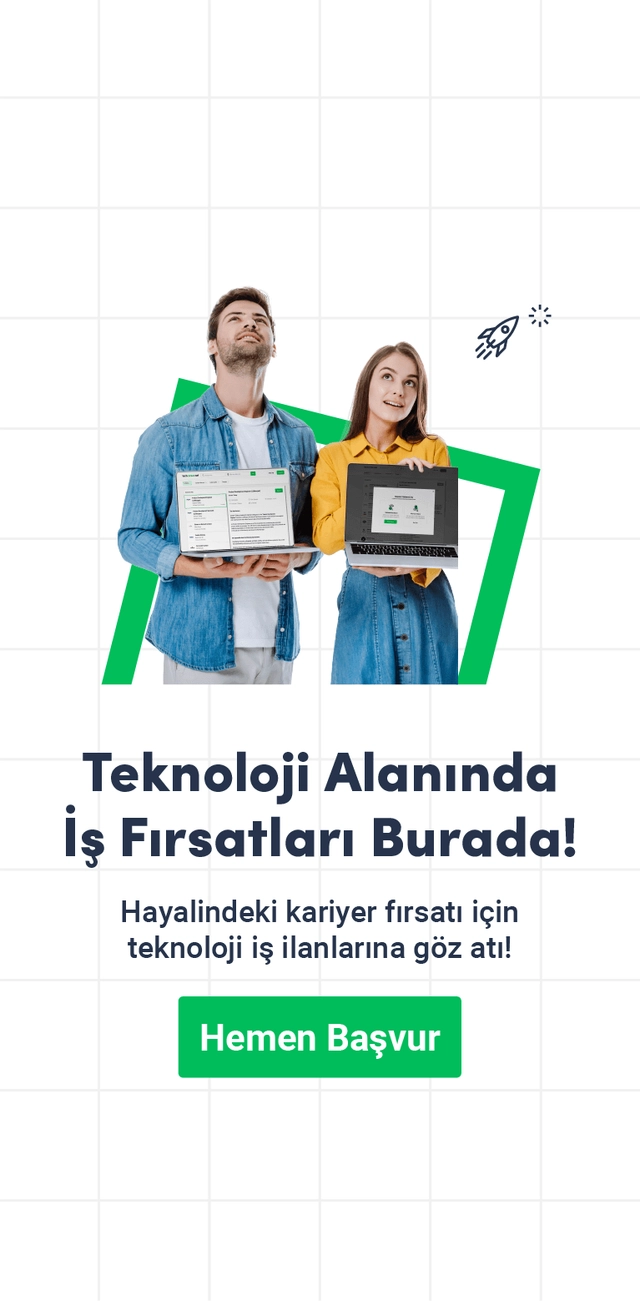 Teknoloji Alanında
İş Fırsatları Burada!
Hayalindeki kariyer fırsatı için
teknoloji iş ilanlarına göz atı!
Hemen Başvur